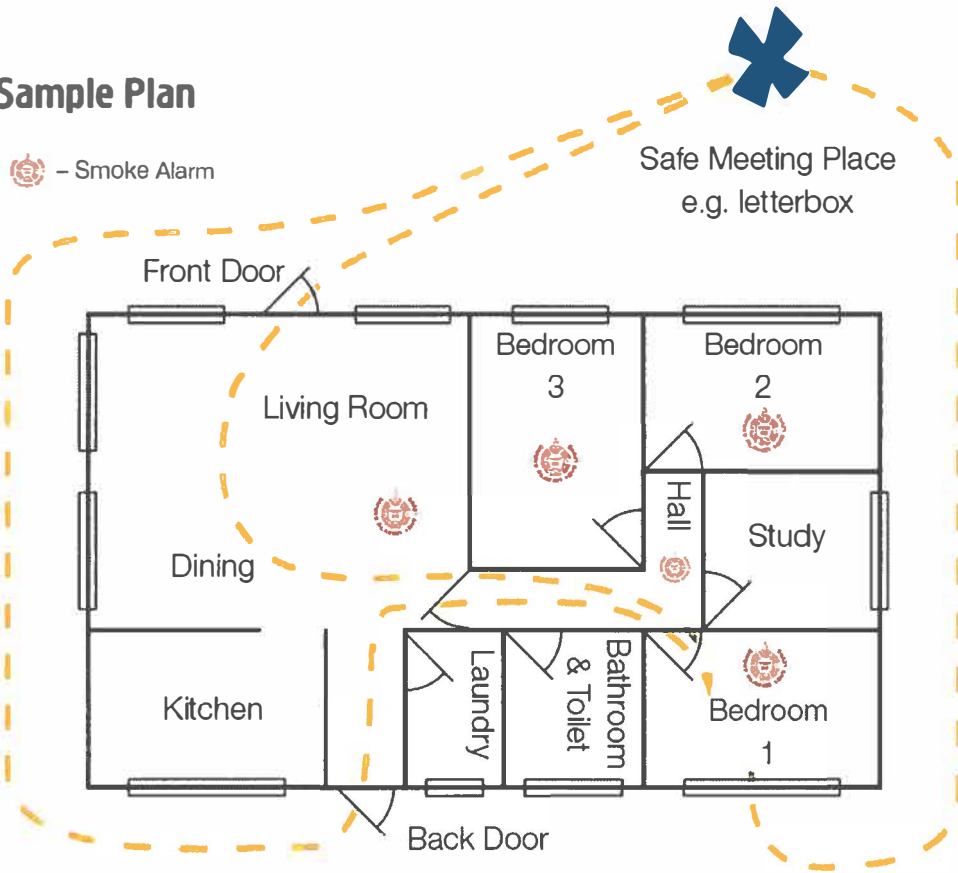 Sample Plan
– Smoke Alarm
Safe Meeting Place
e.g. letterbox
Front Door
Bedroom
3
Bedroom
2
Living Room
Hall
Study
Dining
Kitchen
Laundry
Bathroom
& Toilet
Bedroom
1
Back Door